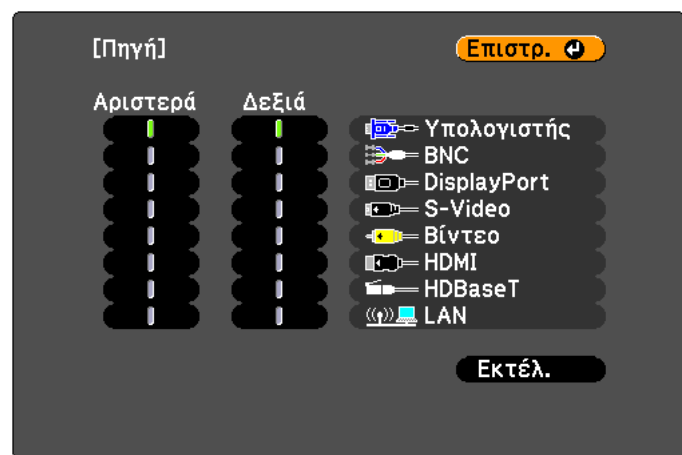 [Πηγή]
Επιστρ.
Αριστερά Δεξιά
Υπολογιστής
BNC
DisplayPort
S-Video
Βίντεο
HDMI
HDBaseT
LAN
Εκτέλ.